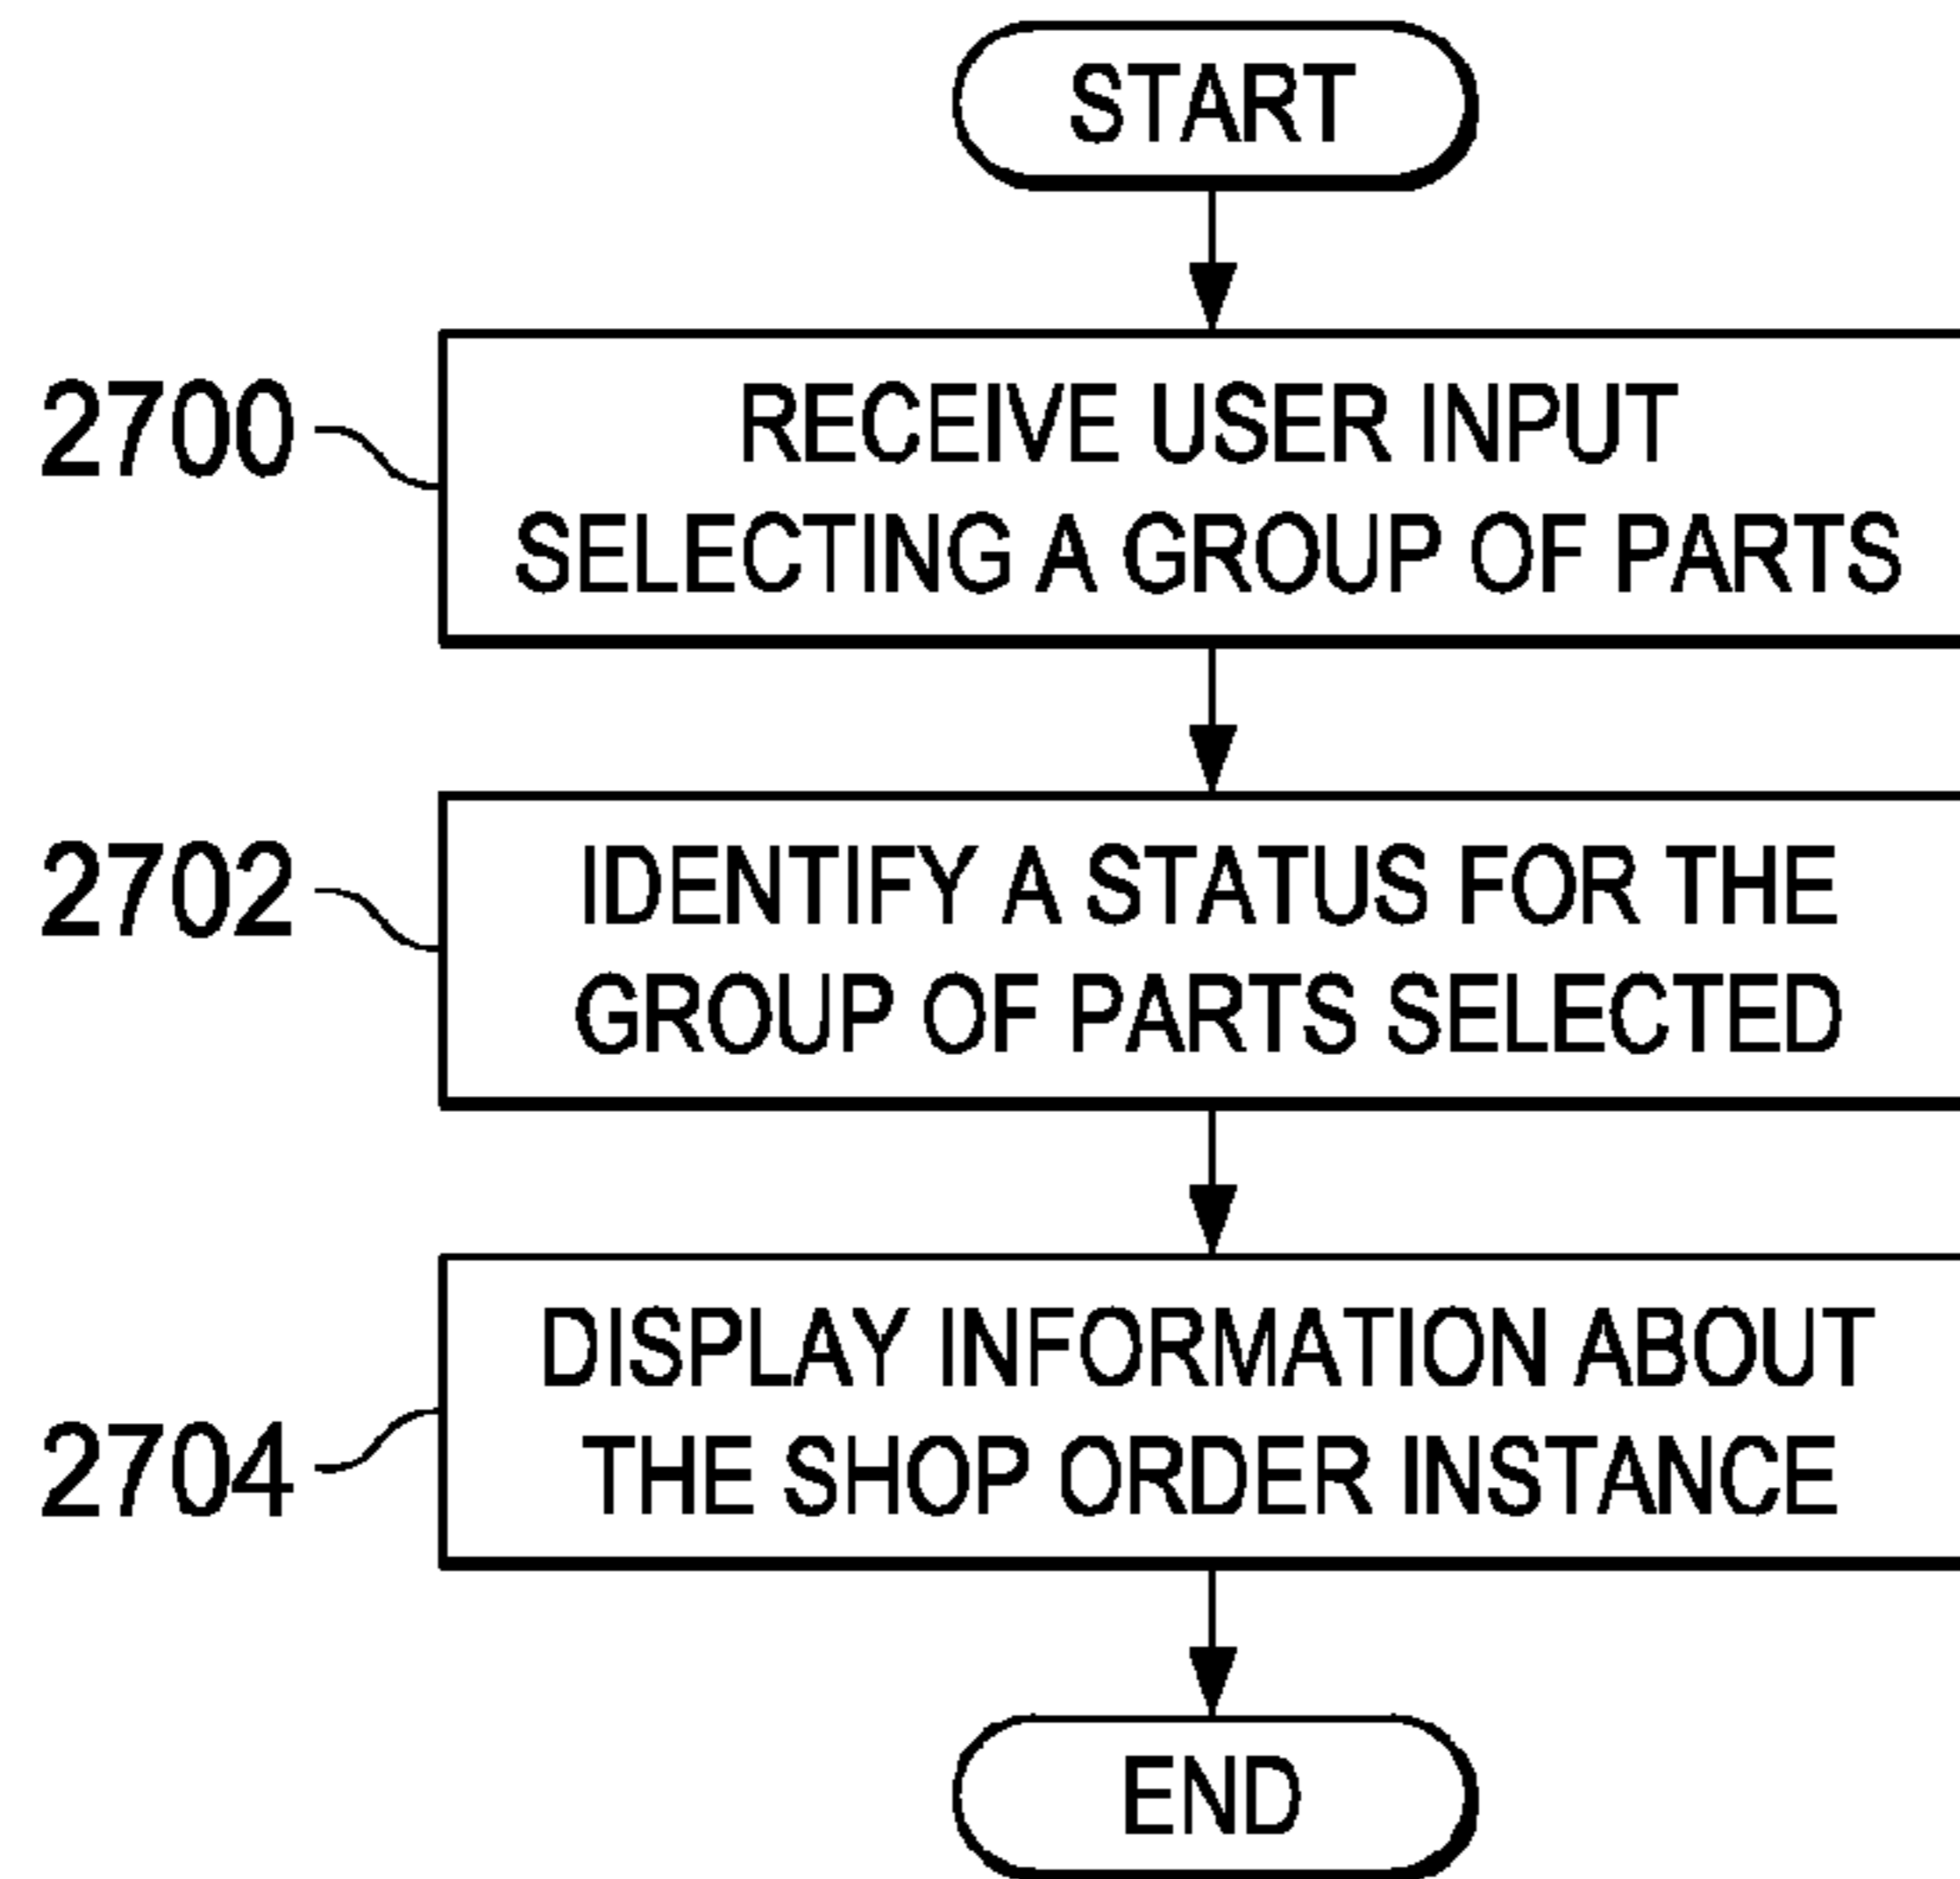 START
2700
RECEIVE USER INPUT
SELECTING A GROUP OF PARTS
2702
IDENTIFY A STATUS FOR THE
GROUP OF PARTS SELECTED
2704
DISPLAY INFORMATION ABOUT
THE SHOP ORDER INSTANCE
END